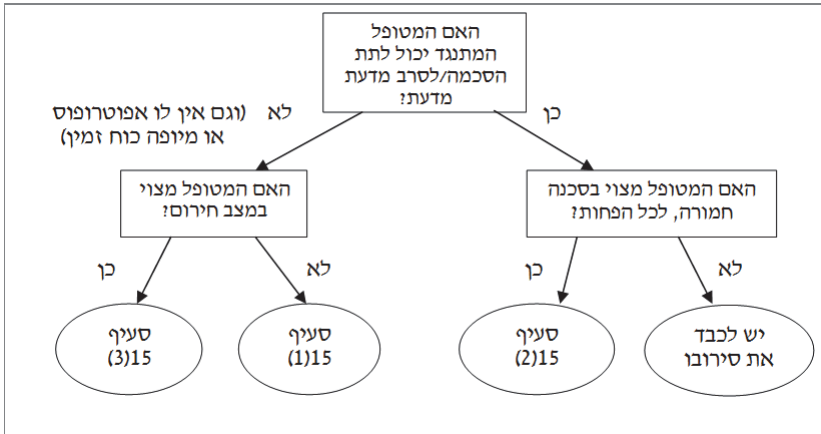 האם המטופל
המתנגד יכול לתת
הסכמה/לסרב מדעת
מדעת?
כן
לא (וגם אין לו אפוטרופוס
או מיופה כוח זמין)
האם המטופל מצוי בסכנה
חמורה, לכל הפחות?
האם המטופל מצוי
במצב חירום?
לא
כן
לא
כן
יש לכבד
את סירובו
סעיף
15(2)
סעיף
15(1)
סעיף
15(3)